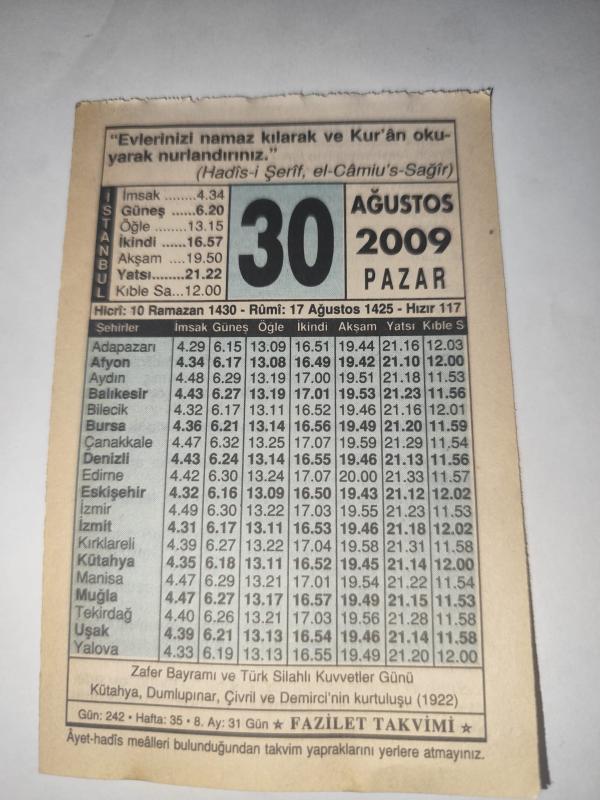 “Evlerinizi namaz kılarak ve Kur’ân oku-
yarak nurlandırınız.”
(Hadîs-i Şerîf, el-Câmiu’s-Sağîr)
İSTANBUL
İmsak ........4.34
Güneş ......6.20
Öğle ........13.15
İkindi ......16.57
Akşam ....19.50
Yatsı........21.22
Kıble Sa...12.00
30
AĞUSTOS
2009
PAZAR
Hicrî: 10 Ramazan 1430 - Rûmî: 17 Ağustos 1425 - Hızır 117
Şehirler İmsak Güneş Öğle İkindi Akşam Yatsı Kıble S
Adapazarı 4.29 6.15 13.09 16.51 19.44 21.16 12.03
Afyon 4.34 6.17 13.08 16.49 19.42 21.10 12.00
Aydın 4.48 6.29 13.19 17.00 19.51 21.18 11.53
Balıkesir 4.43 6.27 13.19 17.01 19.53 21.23 11.56
Bilecik 4.32 6.17 13.11 16.52 19.46 21.16 12.01
Bursa 4.36 6.21 13.14 16.56 19.49 21.20 11.59
Çanakkale 4.47 6.32 13.25 17.07 19.59 21.29 11.54
Denizli 4.43 6.24 13.14 16.55 19.46 21.13 11.56
Edirne 4.42 6.30 13.24 17.07 20.00 21.33 11.57
Eskişehir 4.32 6.16 13.09 16.50 19.43 21.12 12.02
İzmir 4.49 6.30 13.22 17.03 19.55 21.23 11.53
İzmit 4.31 6.17 13.11 16.53 19.46 21.18 12.02
Kırklareli 4.39 6.27 13.22 17.04 19.58 21.31 11.58
Kütahya 4.35 6.18 13.11 16.52 19.45 21.14 12.00
Manisa 4.47 6.29 13.21 17.01 19.54 21.22 11.54
Muğla 4.47 6.27 13.17 16.57 19.49 21.15 11.53
Tekirdağ 4.40 6.26 13.21 17.03 19.56 21.28 11.58
Uşak 4.39 6.21 13.13 16.54 19.46 21.14 11.58
Yalova 4.33 6.19 13.13 16.55 19.49 21.20 12.00
Zafer Bayramı ve Türk Silahlı Kuvvetler Günü
Kütahya, Dumlupınar, Çivril ve Demirci’nin kurtuluşu (1922)
Gün: 242 • Hafta: 35 • 8. Ay: 31 Gün ★ FAZİLET TAKVİMİ ★
Âyet-hadîs meâlleri bulunduğundan takvim yapraklarını yerlere atmayınız.